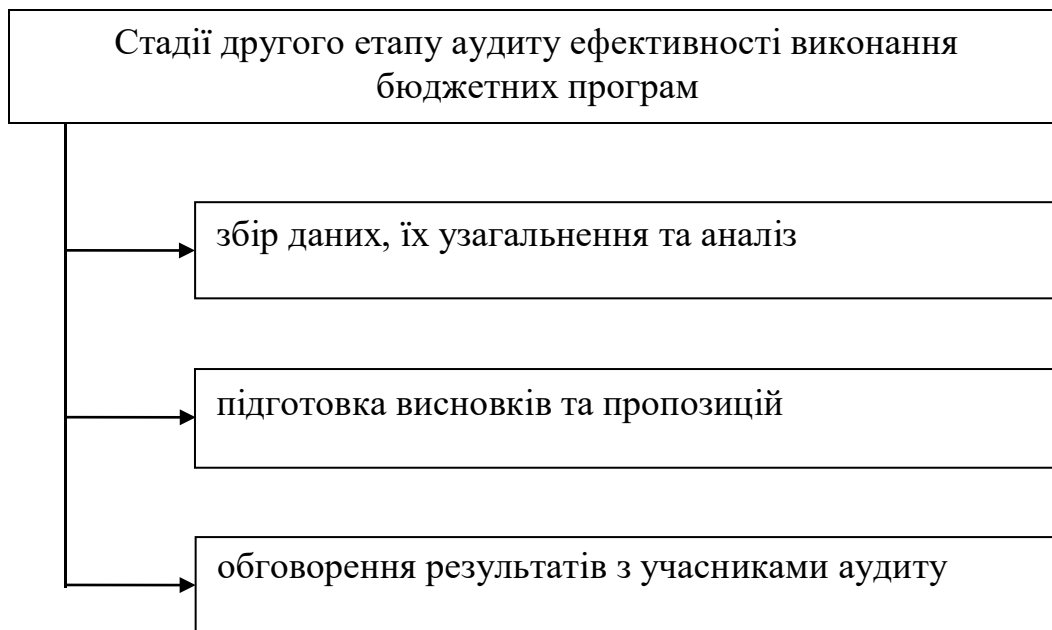 Стадії другого етапу аудиту ефективності виконання
бюджетних програм
збір даних, їх узагальнення та аналіз
підготовка висновків та пропозицій
обговорення результатів з учасниками аудиту